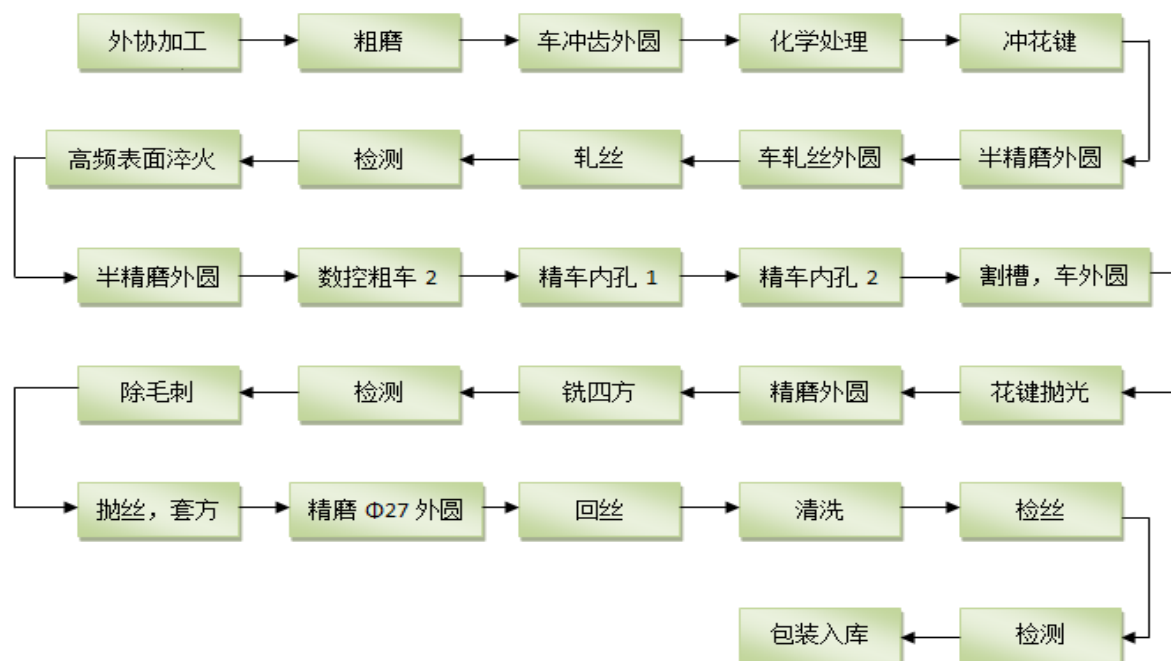 外协加工
粗磨
车冲齿外圆
化学处理
冲花键
半精磨外圆
车轧丝外圆
轧丝
检测
高频表面淬火
半精磨外圆
数控粗车 2
精车内孔 1
精车内孔 2
割槽，车外圆
花键抛光
精磨外圆
铣四方
检测
除毛刺
抛丝，套方
精磨 Φ27 外圆
回丝
清洗
检丝
检测
包装入库